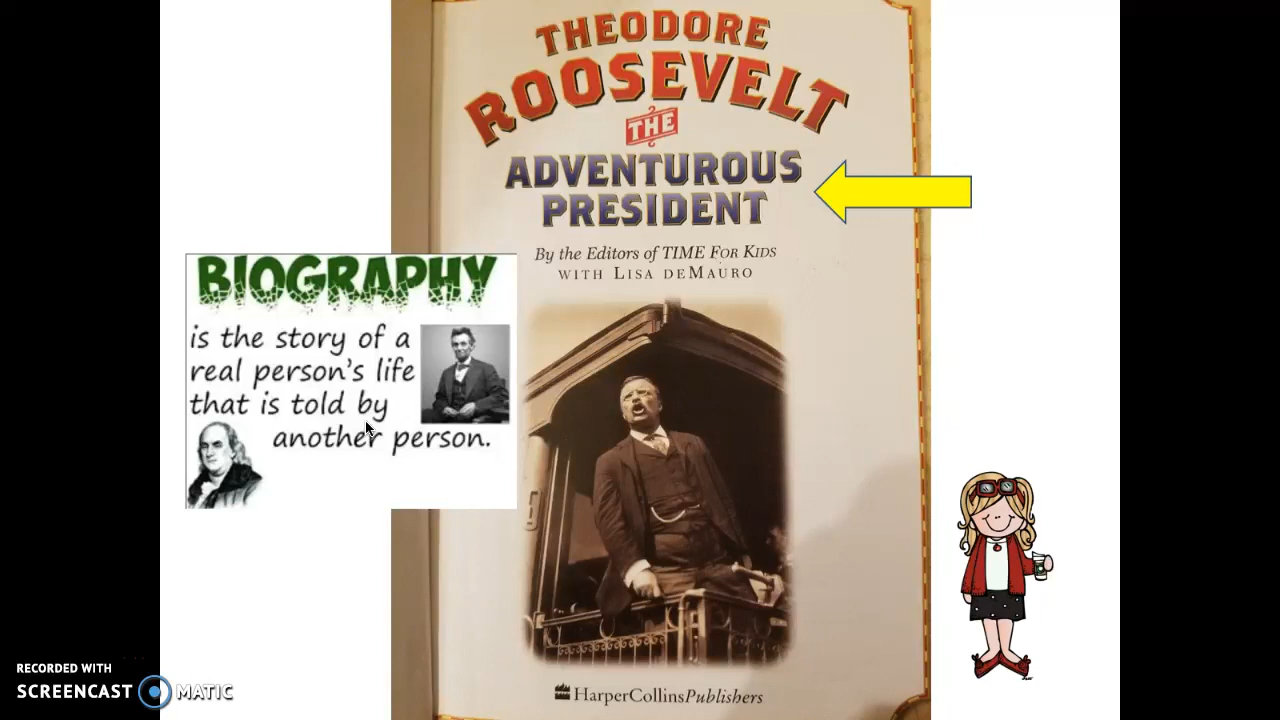 THEODORE
ROOSEVELT
THE
ADVENTUROUS
PRESIDENT
By the Editors of TIME FOR KIDS
WITH LISA DEMAURO
BIOGRAPHY
is the story of a
real person's life
that is told by
another person.
HarperCollinsPublishers
RECORDED WITH
SCREENCAST MATIC